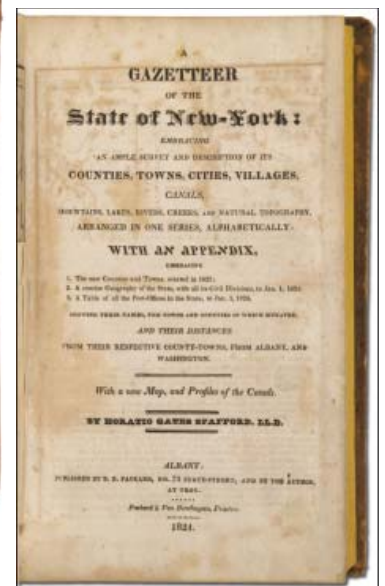 A
GAZETTEER
OF THE
State of New-York:
EMBRACING
AN AMPLE SURVEY AND DESCRIPTION OF ITS
COUNTIES, TOWNS, CITIES, VILLAGES,
CANALS,
MOUNTAINS, LAKES, RIVERS, CREEKS, AND NATURAL TOPOGRAPHY.
ARRANGED IN ONE SERIES, ALPHABETICALLY:
WITH AN APPENDIX,
EMBRACING
1. The new Counties and Towns, erected in 1823:
2. A concise Geography of the State, with all its Civil Divisions, to Jan. 1, 1824:
3. A Table of all the Post-Offices in the State, to Jan. 1, 1824,
SHOWING THEIR NAMES, THE TOWNS AND COUNTIES IN WHICH SITUATED,
AND THEIR DISTANCES
FROM THEIR RESPECTIVE COUNTY-TOWNS, FROM ALBANY, AND
WASHINGTON.
With a new Map, and Profiles of the Canals.
BY HORATIO GATES SPAFFORD, LL.D.
ALBANY:
PUBLISHED BY B. D. PACKARD, NO. 71 STATE-STREET, AND BY THE AUTHOR,
AT TROY.
Packard & Van Benthuysen, Printers.
1824.